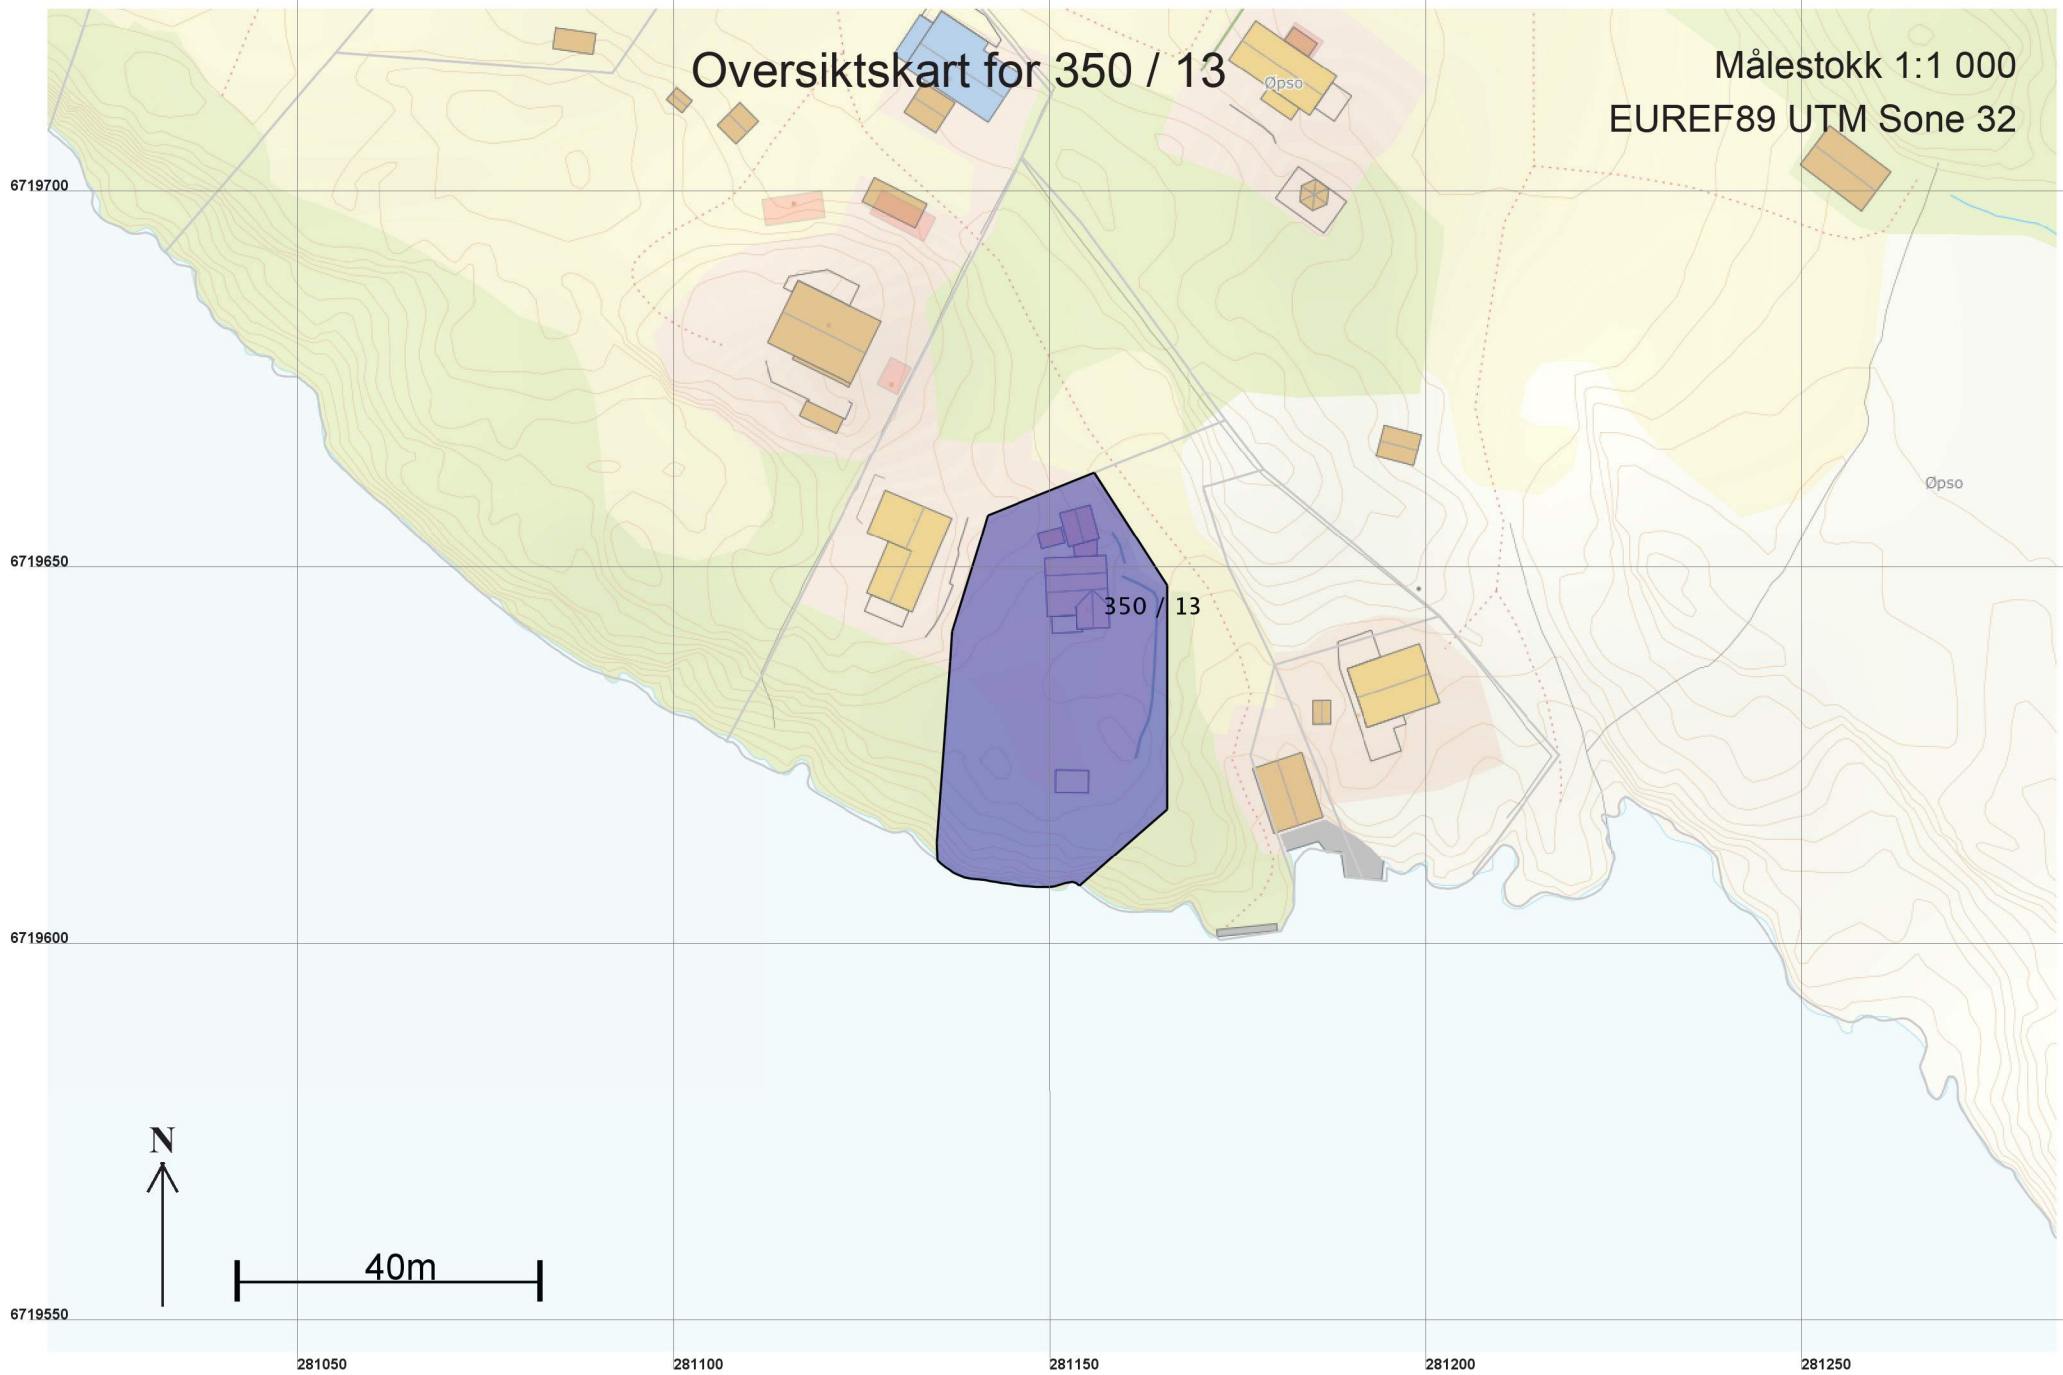 Oversiktskart for 350 / 13
Målestokk 1:1 000
EUREF89 UTM Sone 32
Øpso
6719700
Øpso
6719650
350 / 13
6719600
N
40m
6719550
281050
281100
281150
281200
281250